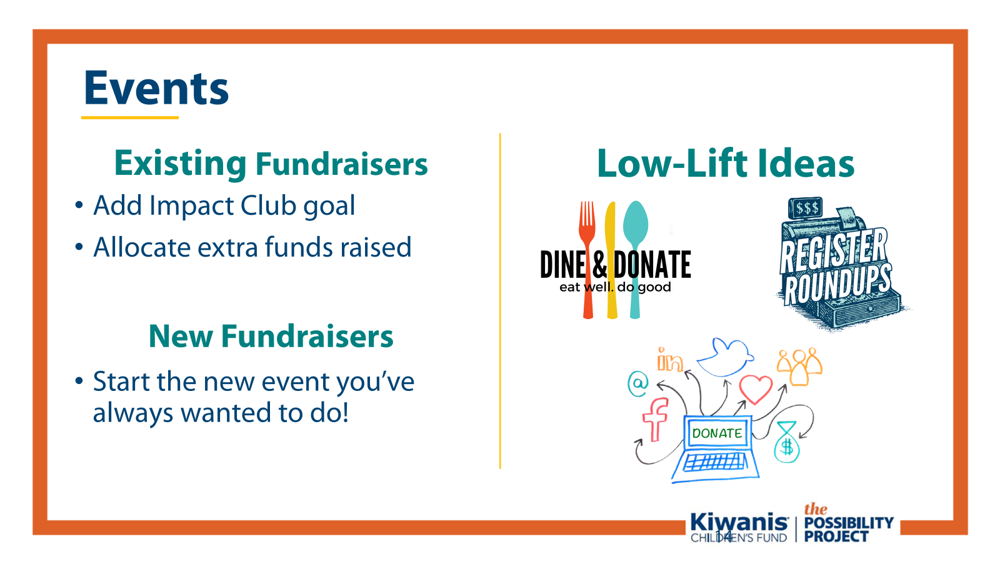 Events
Existing Fundraisers
• Add Impact Club goal
• Allocate extra funds raised
New Fundraisers
• Start the new event you’ve
always wanted to do!
Low-Lift Ideas
DINE & DONATE
eat well. do good
$$$
REGISTER
ROUNDUPS
in
@
f
DONATE
$
Kiwanis
CHILDREN'S FUND
the
POSSIBILITY
PROJECT
14